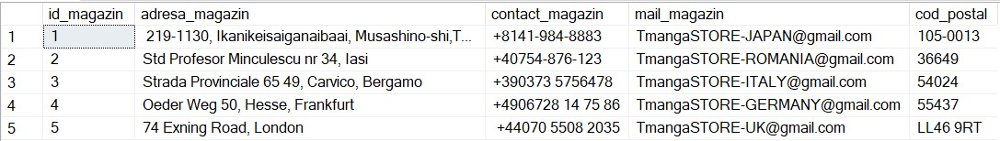 id_magazin adresa_magazin contact_magazin mail_magazin cod_postal
1 1 219-1130, Ikanikeisaiganaibaai, Musashino-shi,T... +8141-984-8883 TmangaSTORE-JAPAN@gmail.com 105-0013
2 2 Std Profesor Minculescu nr 34, Iasi +40754-876-123 TmangaSTORE-ROMANIA@gmail.com 36649
3 3 Strada Provinciale 65 49, Carvico, Bergamo +390373 5756478 TmangaSTORE-ITALY@gmail.com 54024
4 4 Oeder Weg 50, Hesse, Frankfurt +4906728 14 75 86 TmangaSTORE-GERMANY@gmail.com 55437
5 5 74 Exning Road, London +44070 5508 2035 TmangaSTORE-UK@gmail.com LL46 9RT